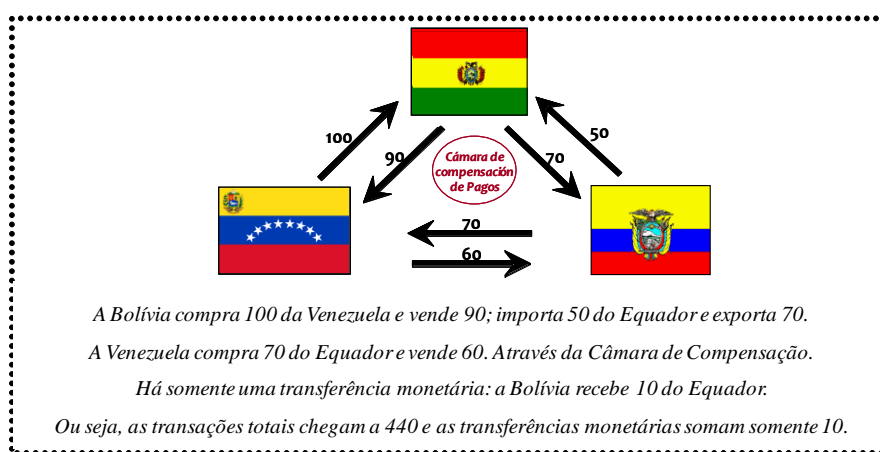 100
90
Cámara de
compensación
de Pagos
70
50
70
60
A Bolívia compra 100 da Venezuela e vende 90; importa 50 do Equador e exporta 70.
A Venezuela compra 70 do Equador e vende 60. Através da Câmara de Compensação.
Há somente uma transferência monetária: a Bolívia recebe 10 do Equador.
Ou seja, as transações totais chegam a 440 e as transferências monetárias somam somente 10.